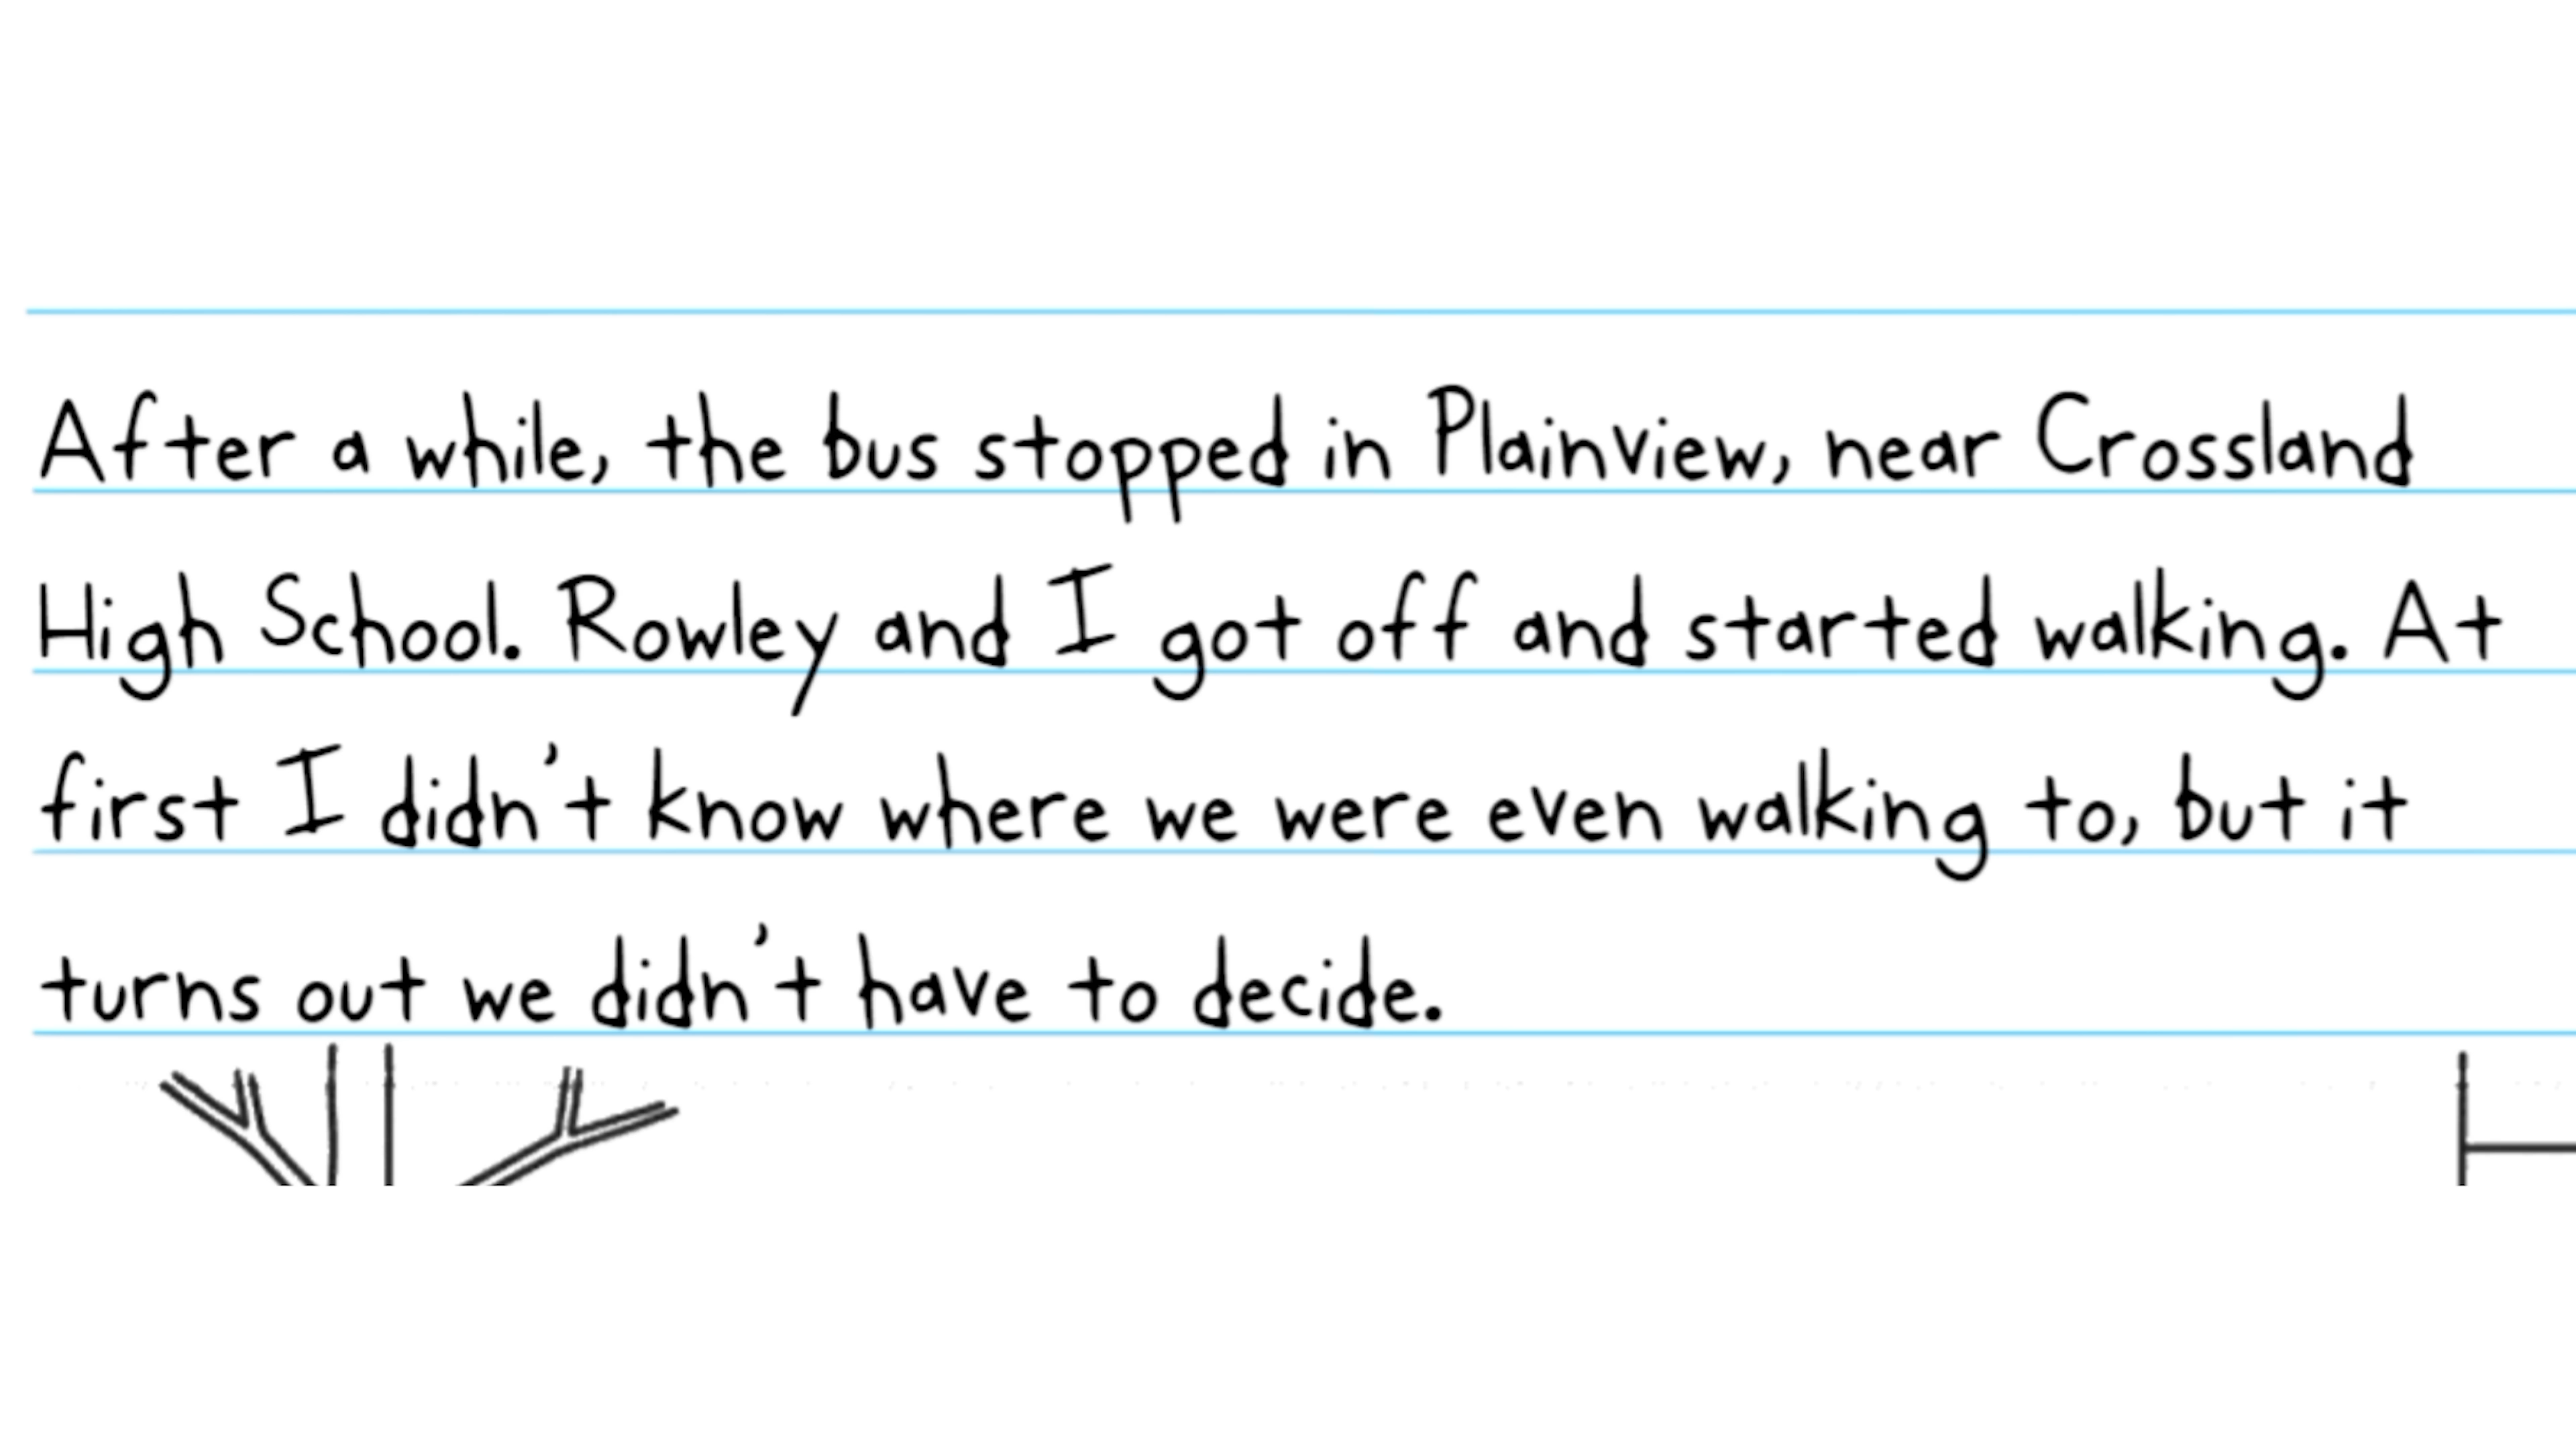 After a while, the bus stopped in Plainview, near Crossland
High School. Rowley and I got off and started walking. At
first I didn't know where we were even walking to, but it
turns out we didn't have to decide.